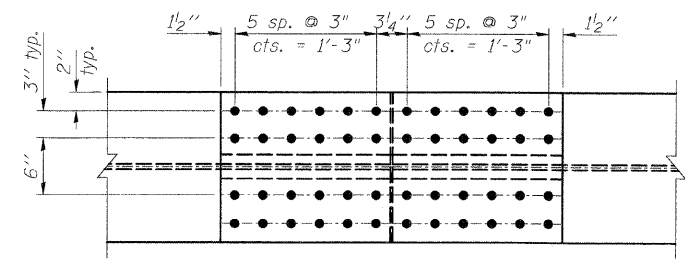 1½" 5 sp. @ 3" 3¼" 5 sp. @ 3" 1½"
cts. = 1'-3" cts. = 1'-3"
3" typ.
2"
typ.
6"